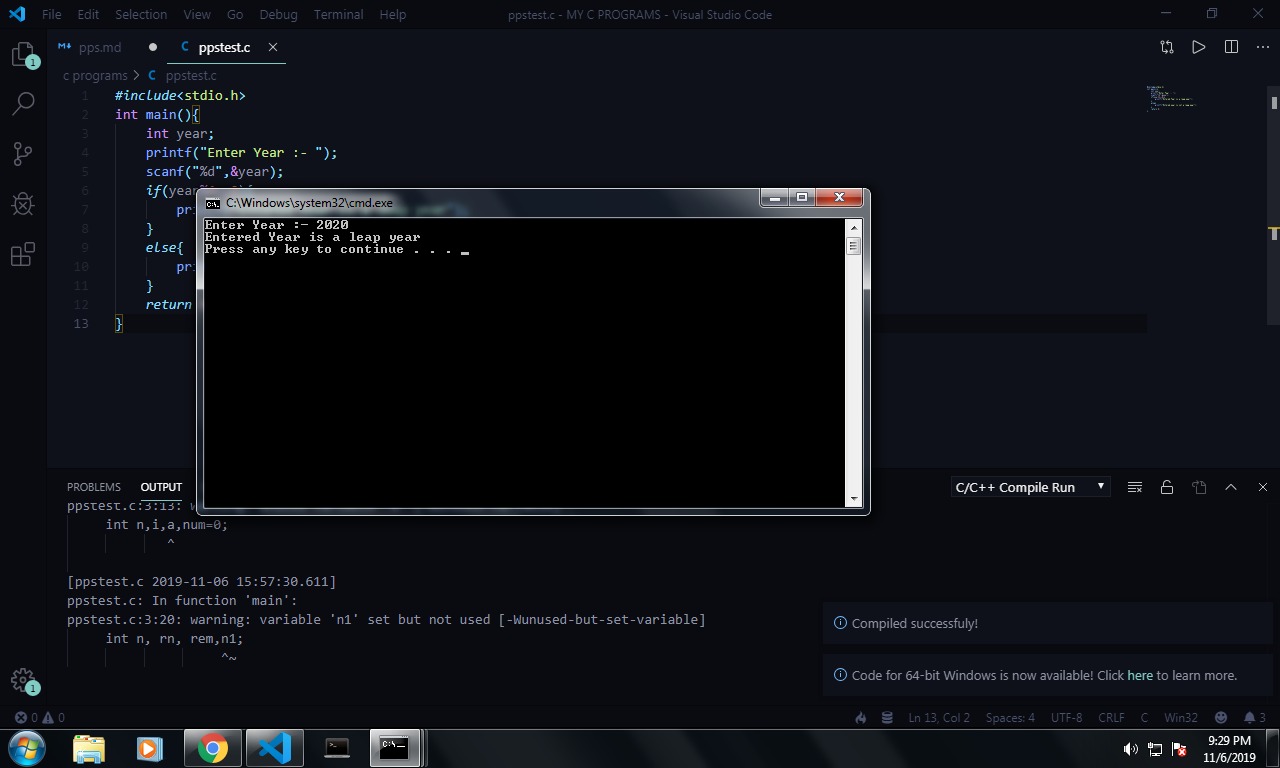 File Edit Selection View Go Debug Terminal Help
ppstest.c - MY C PROGRAMS - Visual Studio Code
pps.md
ppstest.c
c programs > C ppstest.c
1 #include<stdio.h>
2 int main(){
3 int year;
4 printf("Enter Year :- ");
5 scanf("%d",&year);
6 if(year
7 pri
8 }
9 else{
10 pri
11 }
12 return
13 }
C:\Windows\system32\cmd.exe
Enter Year :- 2020
Entered Year is a leap year
Press any key to continue . . . _
PROBLEMS OUTPUT
C/C++ Compile Run
ppstest.c:3:13:
int n,i,a,num=0;
^
[ppstest.c 2019-11-06 15:57:30.611]
ppstest.c: In function 'main':
ppstest.c:3:20: warning: variable 'n1' set but not used [-Wunused-but-set-variable]
int n, rn, rem,n1;
^~
Compiled successfuly!
Code for 64-bit Windows is now available! Click here to learn more.
1
1
0 0
Ln 13, Col 2 Spaces: 4 UTF-8 CRLF C Win32 3
9:29 PM
11/6/2019